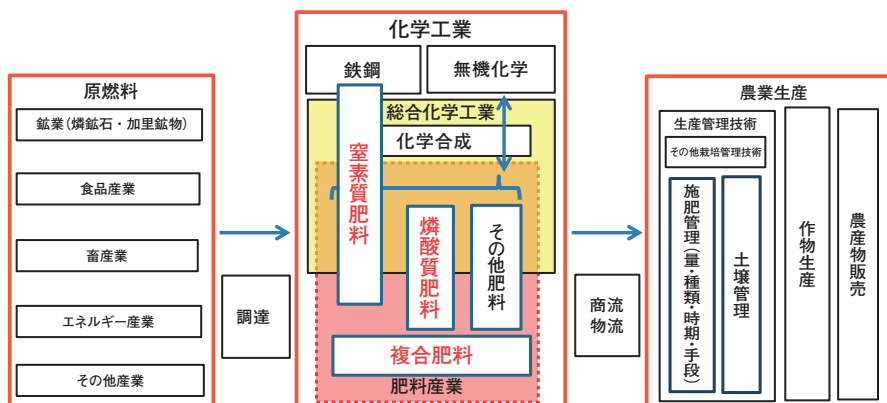 原燃料
鉱業(燐鉱石・加里鉱物)
食品産業
畜産業
エネルギー産業
その他産業
調達
化学工業
鉄鋼
無機化学
総合化学工業
化学合成
窒素質肥料
燐酸質肥料
その他肥料
複合肥料
肥料産業
商流
物流
農業生産
生産管理技術
その他栽培管理技術
施肥管理(量・種類・時期・手段)
土壌管理
作物生産
農産物販売